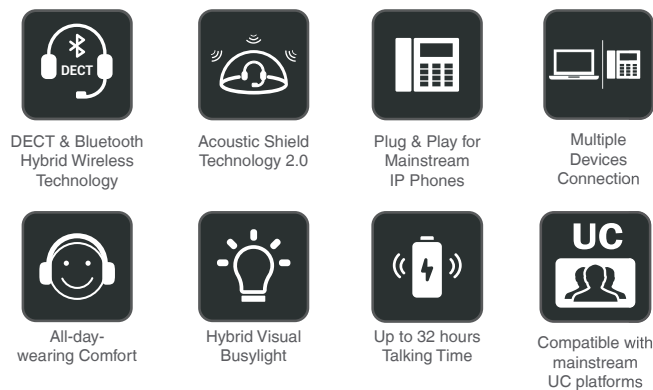 DECT
DECT & Bluetooth
Hybrid Wireless
Technology
Acoustic Shield
Technology 2.0
Plug & Play for
Mainstream
IP Phones
Multiple
Devices
Connection
All-day-
wearing Comfort
Hybrid Visual
Busylight
Up to 32 hours
Talking Time
UC
Compatible with
mainstream
UC platforms